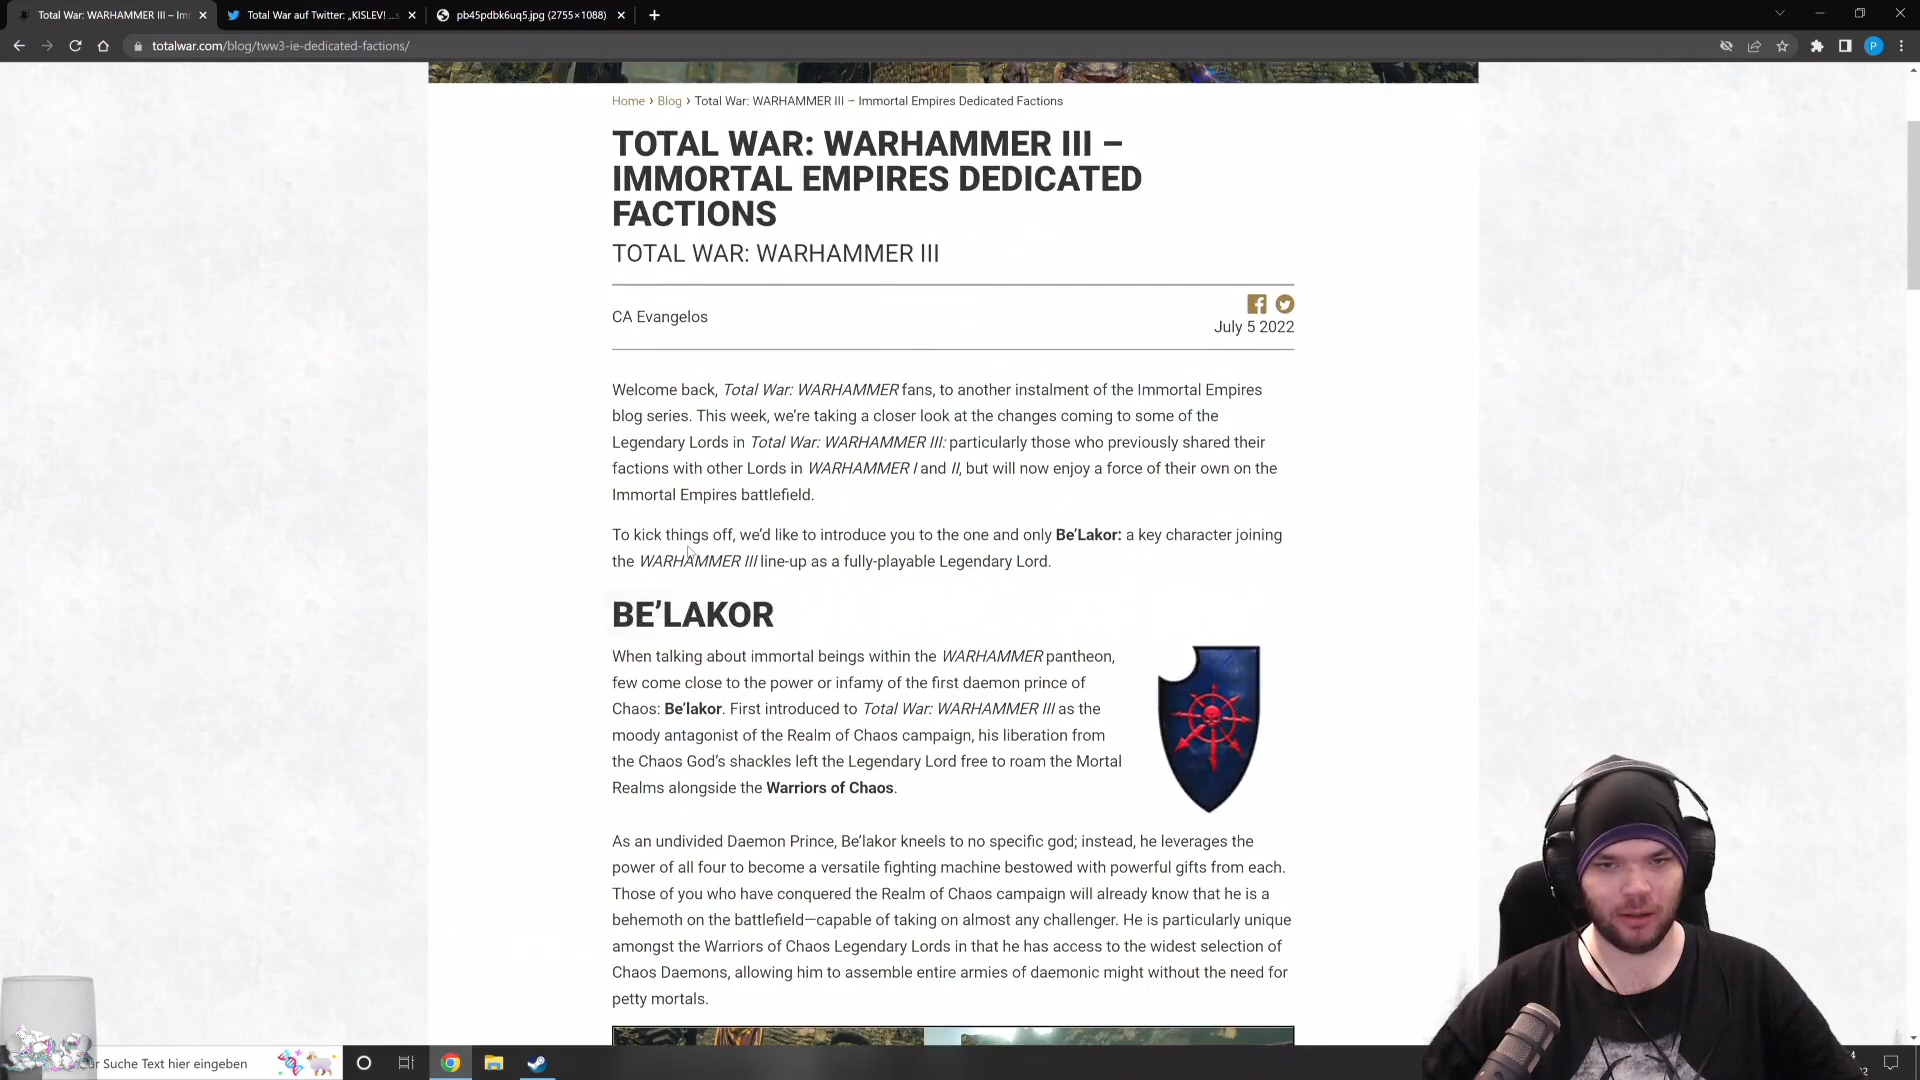 Total War: WARHAMMER III – Im
Total War auf Twitter: „KISLEV! ...s
pb45pdbk6uq5.jpg (2755×1088)
totalwar.com/blog/tww3-ie-dedicated-factions/
P
Home › Blog › Total War: WARHAMMER III – Immortal Empires Dedicated Factions
TOTAL WAR: WARHAMMER III –
IMMORTAL EMPIRES DEDICATED
FACTIONS
TOTAL WAR: WARHAMMER III
CA Evangelos
July 5 2022
Welcome back, Total War: WARHAMMER fans, to another instalment of the Immortal Empires
blog series. This week, we’re taking a closer look at the changes coming to some of the
Legendary Lords in Total War: WARHAMMER III: particularly those who previously shared their
factions with other Lords in WARHAMMER I and II, but will now enjoy a force of their own on the
Immortal Empires battlefield.
To kick things off, we’d like to introduce you to the one and only Be’Lakor: a key character joining
the WARHAMMER III line-up as a fully-playable Legendary Lord.
BE’LAKOR
When talking about immortal beings within the WARHAMMER pantheon,
few come close to the power or infamy of the first daemon prince of
Chaos: Be’lakor. First introduced to Total War: WARHAMMER III as the
moody antagonist of the Realm of Chaos campaign, his liberation from
the Chaos God’s shackles left the Legendary Lord free to roam the Mortal
Realms alongside the Warriors of Chaos.
As an undivided Daemon Prince, Be’lakor kneels to no specific god; instead, he leverages the
power of all four to become a versatile fighting machine bestowed with powerful gifts from each.
Those of you who have conquered the Realm of Chaos campaign will already know that he is a
behemoth on the battlefield—capable of taking on almost any challenger. He is particularly unique
amongst the Warriors of Chaos Legendary Lords in that he has access to the widest selection of
Chaos Daemons, allowing him to assemble entire armies of daemonic might without the need for
petty mortals.
Suche Text hier eingeben